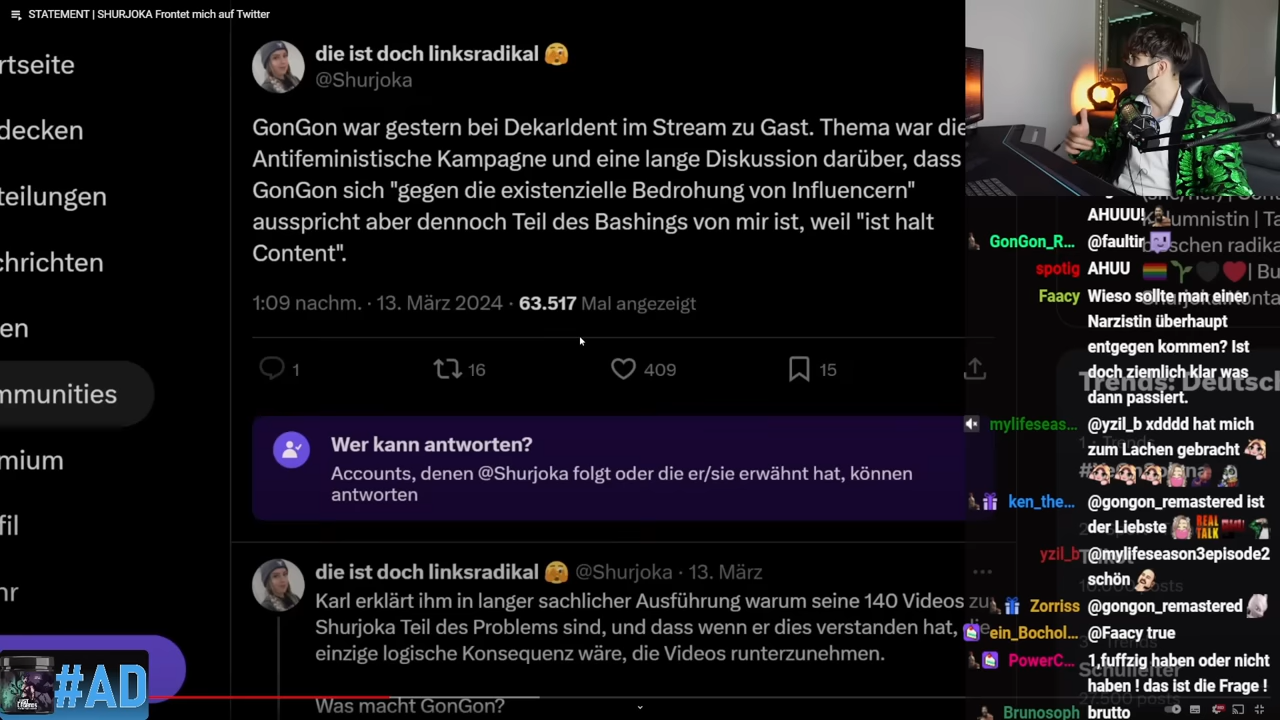 STATEMENT | SHURJOKA Frontet mich auf Twitter
rtseite
decken
teilungen
chrichten
en
mmunities
mium
fil
hr
#AD
die ist doch linksradikal
@Shurjoka
GonGon war gestern bei Dekarldent im Stream zu Gast. Thema war die
Antifeministische Kampagne und eine lange Diskussion darüber, dass
GonGon sich "gegen die existenzielle Bedrohung von Influencern"
ausspricht aber dennoch Teil des Bashings von mir ist, weil "ist halt
Content".
1:09 nachm. · 13. März 2024 · 63.517 Mal angezeigt
1 16 409 15
Wer kann antworten?
Accounts, denen @Shurjoka folgt oder die er/sie erwähnt hat, können
antworten
die ist doch linksradikal @Shurjoka · 13. März
Karl erklärt ihm in langer sachlicher Ausführung warum seine 140 Videos zu
Shurjoka Teil des Problems sind, und dass wenn er dies verstanden hat, die
einzige logische Konsequenz wäre, die Videos runterzunehmen.
Was macht GonGon?
AHUUU!
GonGon_R... @faultir
spotig AHUU
Faacy Wieso sollte man einer
Narzistin überhaupt
entgegen kommen? Ist
doch ziemlich klar was
dann passiert.
Trends: Deutsch
mylifeseas... @yzil_b xdddd hat mich
zum Lachen gebracht
ken_the... @gongon_remastered ist
der Liebste REAL TALK
yzil_b @mylifeseason3episode2
schön
Zorriss @gongon_remastered
ein_Bochol... @Faacy true
PowerC... 1,fuffzig haben oder nicht
haben ! das ist die Frage !
Brunosoph brutto